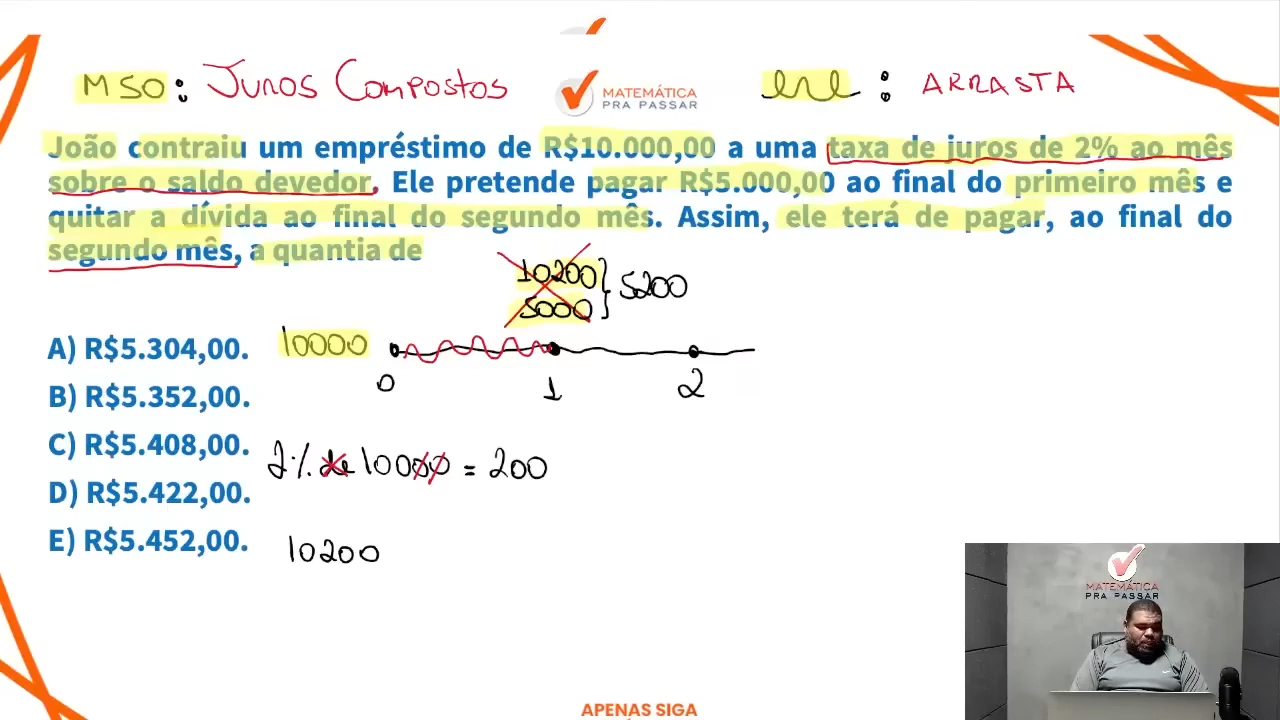 MSO: Juros Compostos
MATEMÁTICA
PRA PASSAR
: ARRASTA
João contraiu um empréstimo de R$10.000,00 a uma taxa de juros de 2% ao mês
sobre o saldo devedor. Ele pretende pagar R$5.000,00 ao final do primeiro mês e
quitar a dívida ao final do segundo mês. Assim, ele terá de pagar, ao final do
segundo mês, a quantia de
10200
5000
} 5200
A) R$5.304,00.
10000
0
1
2
B) R$5.352,00.
C) R$5.408,00.
2% de 10000 = 200
D) R$5.422,00.
E) R$5.452,00.
10200
MATEMÁTICA
PRA PASSAR
APENAS SIGA